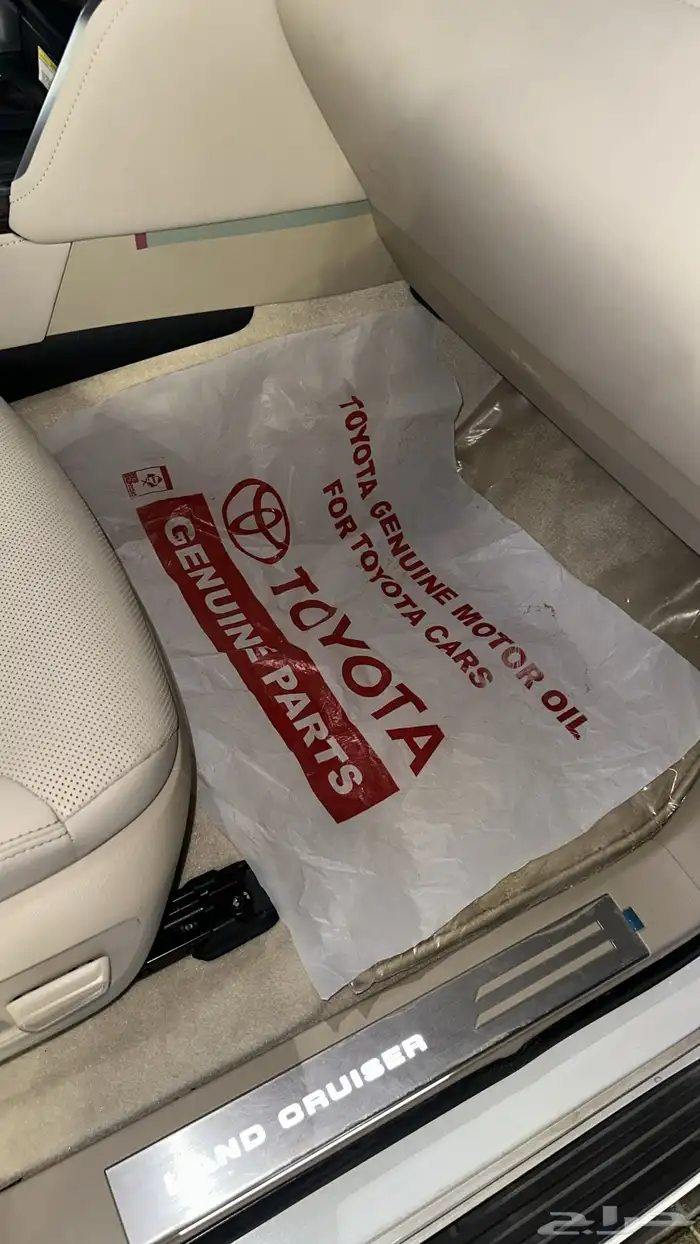 TOYOTA GENUINE MOTOR OIL
FOR TOYOTA CARS
TOYOTA
GENUINE PARTS
LAND CRUISER
حراج